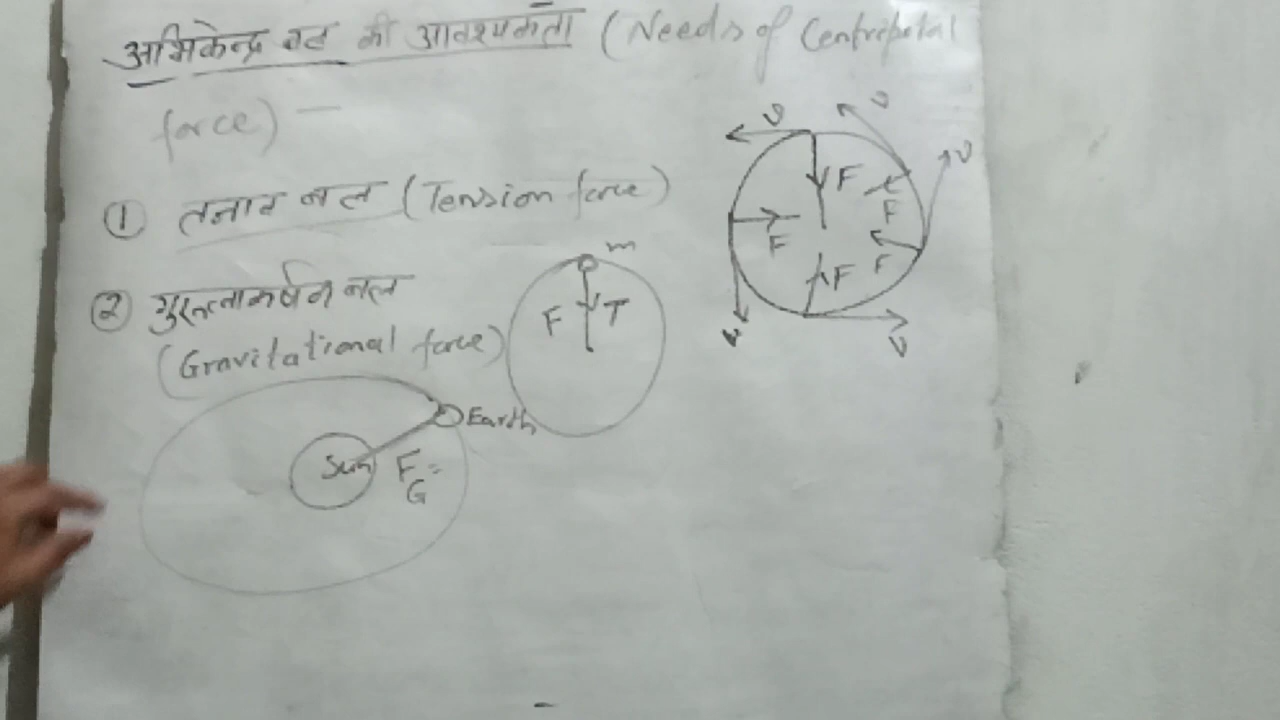 अभिकेन्द्र बल की आवश्यकता (Needs of Centripetal
force) —
① तनाव बल (Tension force)
② गुरुत्वाकर्षण बल
(Gravitational force)
m
F T
Earth
Sun
F
G =
v
v
v
F
F
F
F
F
v
v